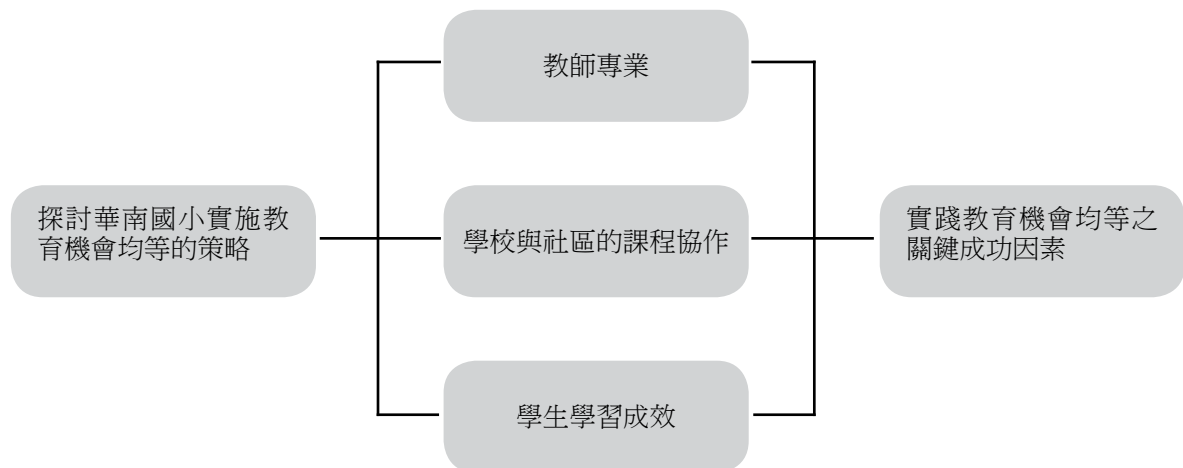 教師專業
探討華南國小實施教
育機會均等的策略
學校與社區的課程協作
實踐教育機會均等之
關鍵成功因素
學生學習成效